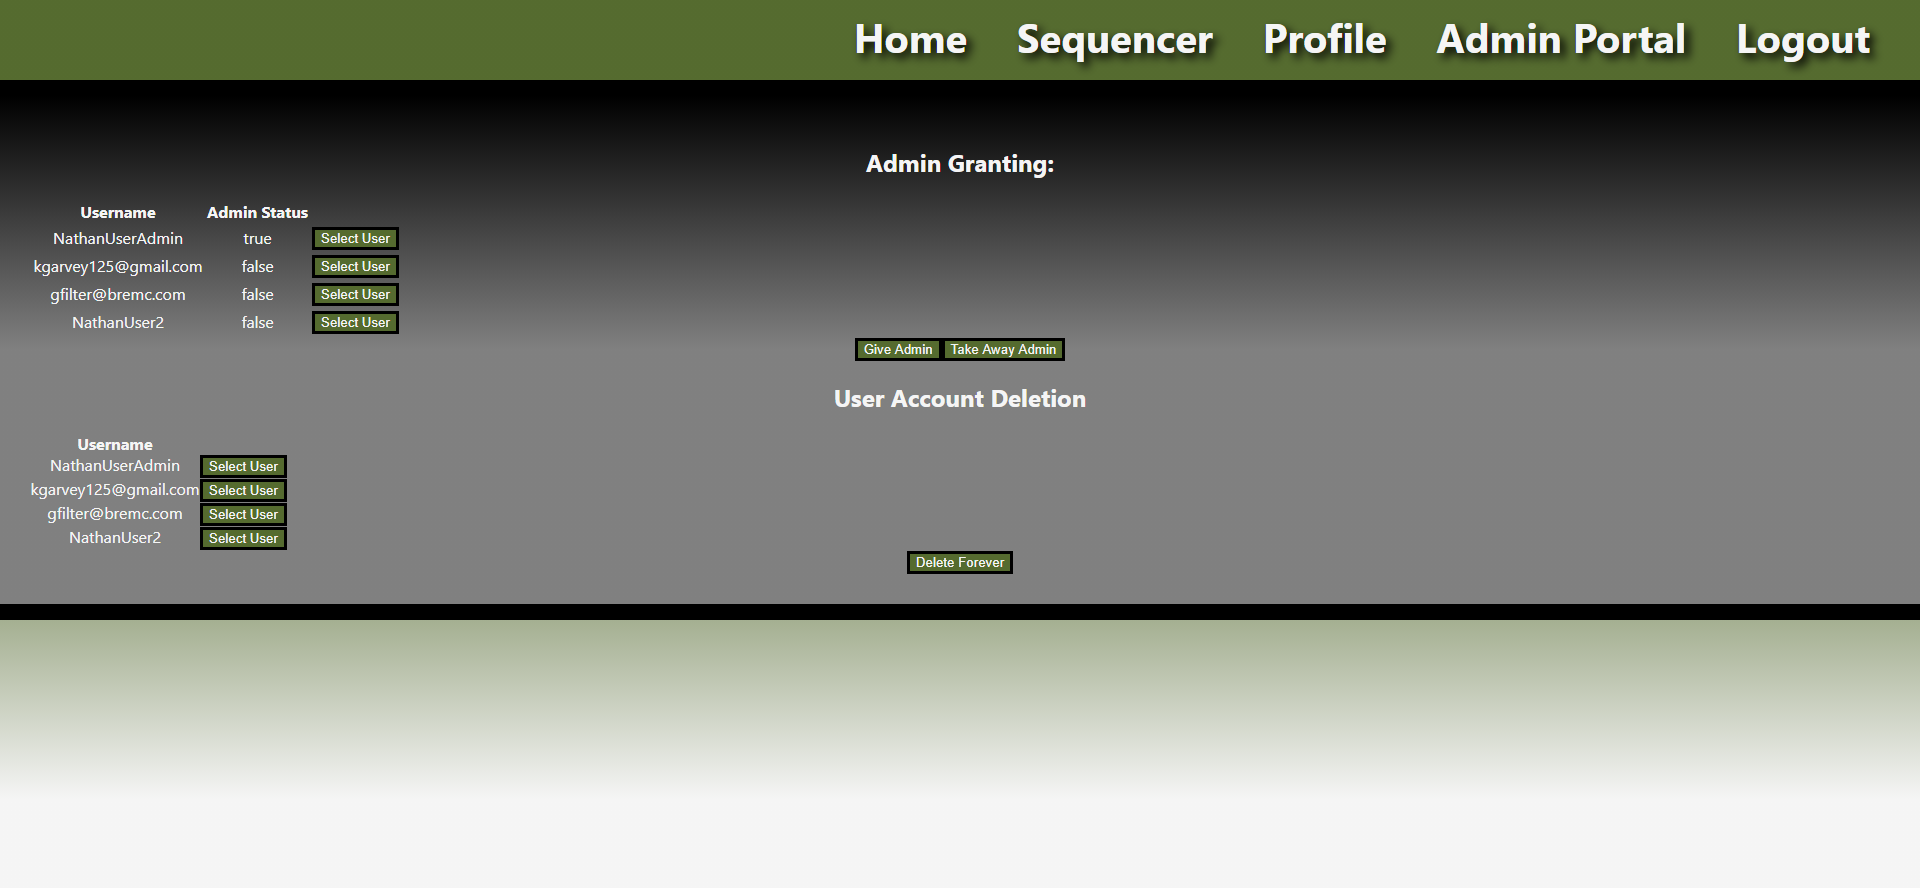 Home Sequencer Profile Admin Portal Logout
Admin Granting:
Username Admin Status
NathanUserAdmin true Select User
kgarvey125@gmail.com false Select User
gfilter@bremc.com false Select User
NathanUser2 false Select User
Give Admin Take Away Admin
User Account Deletion
Username
NathanUserAdmin Select User
kgarvey125@gmail.com Select User
gfilter@bremc.com Select User
NathanUser2 Select User
Delete Forever